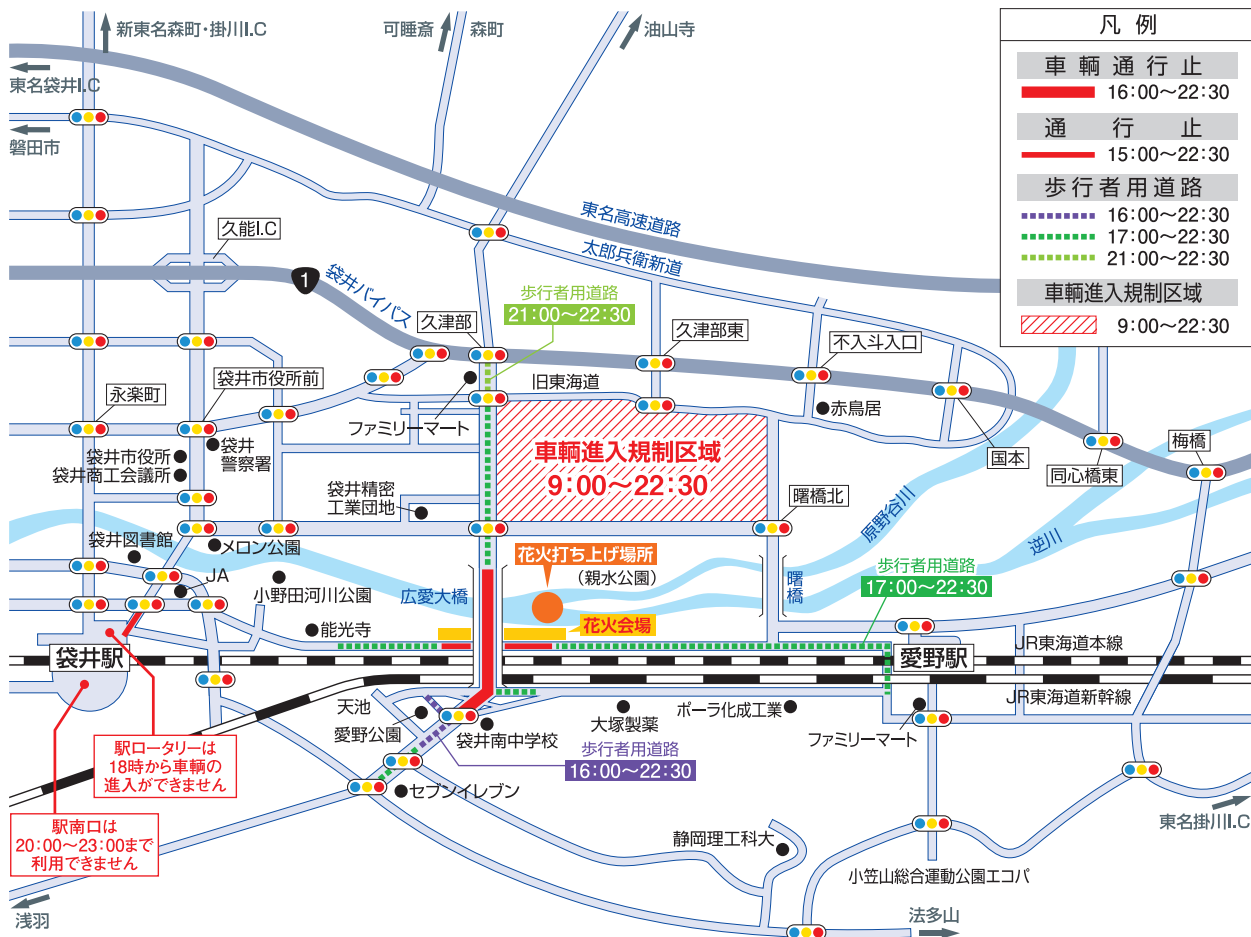 新東名森町・掛川I.C
可睡斎
森町
油山寺
東名袋井I.C
磐田市
凡例
車輌通行止
16:00〜22:30
通行止
15:00〜22:30
歩行者用道路
16:00〜22:30
17:00〜22:30
21:00〜22:30
車輌進入規制区域
9:00〜22:30
久能I.C
東名高速道路
太郎兵衛新道
1
袋井バイパス
歩行者用道路
21:00〜22:30
久津部
久津部東
不入斗入口
旧東海道
永楽町
袋井市役所前
ファミリーマート
赤鳥居
袋井市役所
袋井商工会議所
袋井
警察署
車輌進入規制区域
9:00〜22:30
国本
同心橋東
梅橋
袋井精密
工業団地
曙橋北
原野谷川
逆川
袋井図書館
メロン公園
JA
小野田河川公園
広愛大橋
花火打ち上げ場所
(親水公園)
曙橋
歩行者用道路
17:00〜22:30
能光寺
花火会場
袋井駅
愛野駅
JR東海道本線
JR東海道新幹線
天池
愛野公園
袋井南中学校
大塚製薬
ポーラ化成工業
ファミリーマート
歩行者用道路
16:00〜22:30
駅ロータリーは
18時から車輌の
進入ができません
セブンイレブン
駅南口は
20:00〜23:00まで
利用できません
静岡理工科大
東名掛川I.C
小笠山総合運動公園エコパ
浅羽
法多山